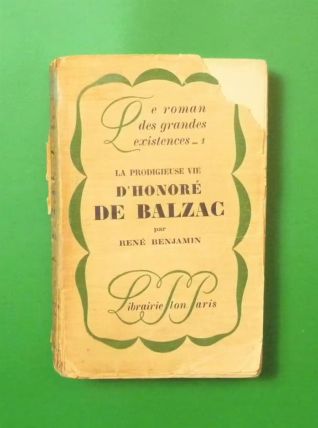 Le roman
des grandes
existences _ 1
LA PRODIGIEUSE VIE
D'HONORÉ
DE BALZAC
par
RENÉ BENJAMIN
Librairie Plon Paris